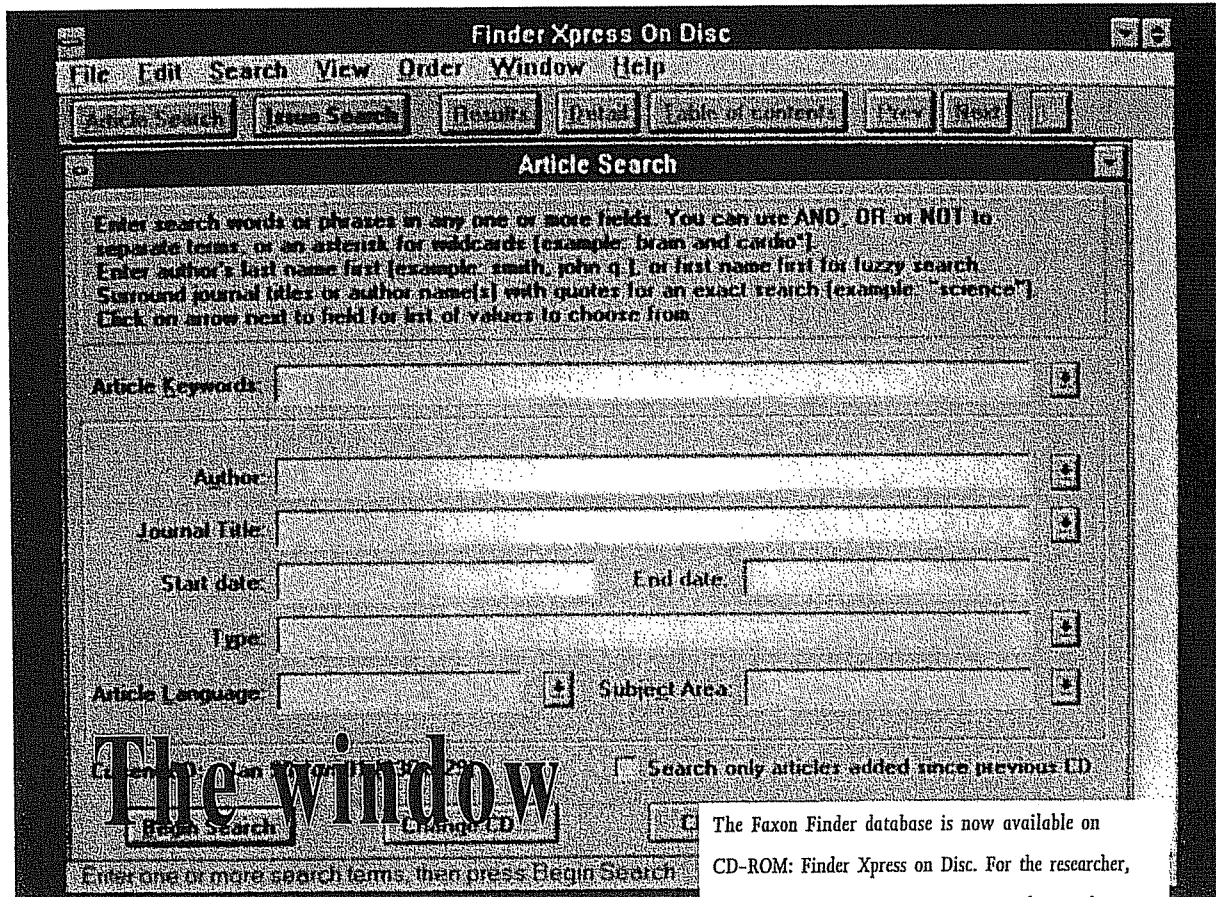 Finder Xpress On Disc
File Edit Search View Order Window Help
Article Search Issue Search Results Detail Table of contents Prev Next
Article Search
Enter search words or phrases in any one or more fields. You can use AND, OR or NOT to
separate terms, or an asterisk for wildcards [example: brain and cardio*].
Enter author's last name first [example: smith, john q.], or first name first for fuzzy search.
Surround journal titles or author name[s] with quotes for an exact search [example: "science"].
Click on arrow next to field for list of values to choose from
Article Keywords:
Author:
Journal Title:
Start date: End date:
Type:
Article Language: Subject Area:
Search only articles added since previous CD
The window
Begin Search Change CD
Enter one or more search terms, then press Begin Search
The Faxon Finder database is now available on
CD-ROM: Finder Xpress on Disc. For the researcher,